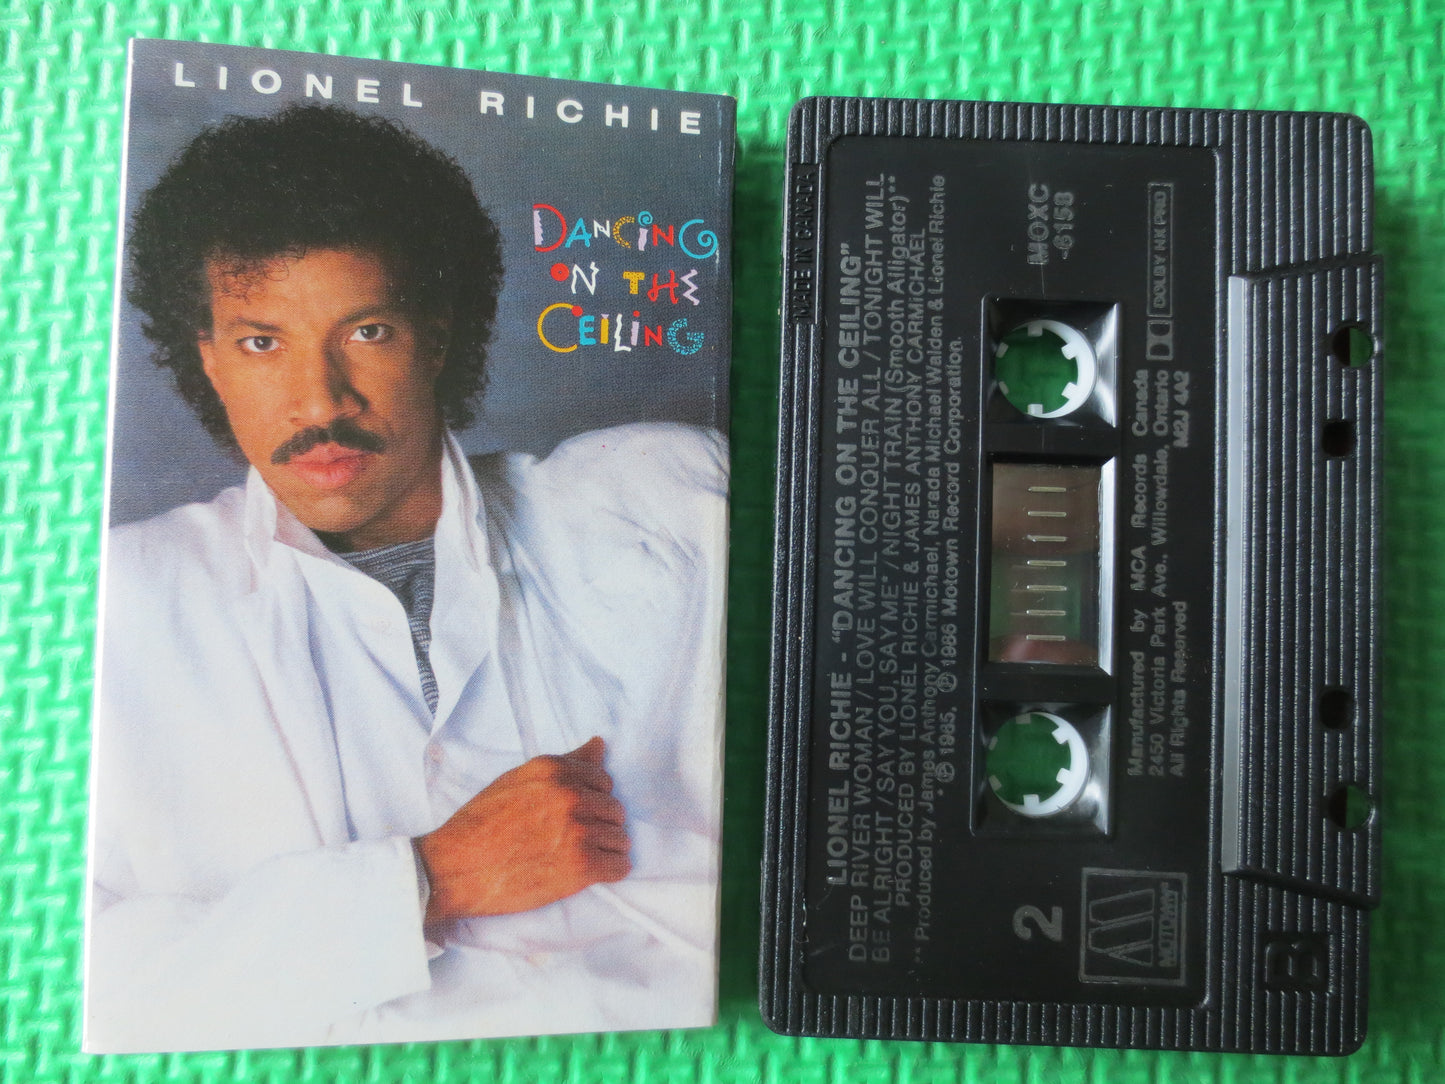 LIONEL RICHIE
DANCING
ON THE
CEILING
MADE IN CANADA
LIONEL RICHIE - "DANCING ON THE CEILING"
DEEP RIVER WOMAN / LOVE WILL CONQUER ALL / TONIGHT WILL
BE ALRIGHT / SAY YOU, SAY ME* / NIGHT TRAIN (Smooth Alligator)**
PRODUCED BY LIONEL RICHIE & JAMES ANTHONY CARMICHAEL
** Produced by James Anthony Carmichael, Narada Michael Walden & Lionel Richie
* ℗ 1985, ℗ 1986 Motown Record Corporation.
MOXC
-6158
DOLBY HX PRO
2
Manufactured by MCA Records Canada
2450 Victoria Park Ave., Willowdale, Ontario
All Rights Reserved M2J 4A2
M
MOTOWN
B